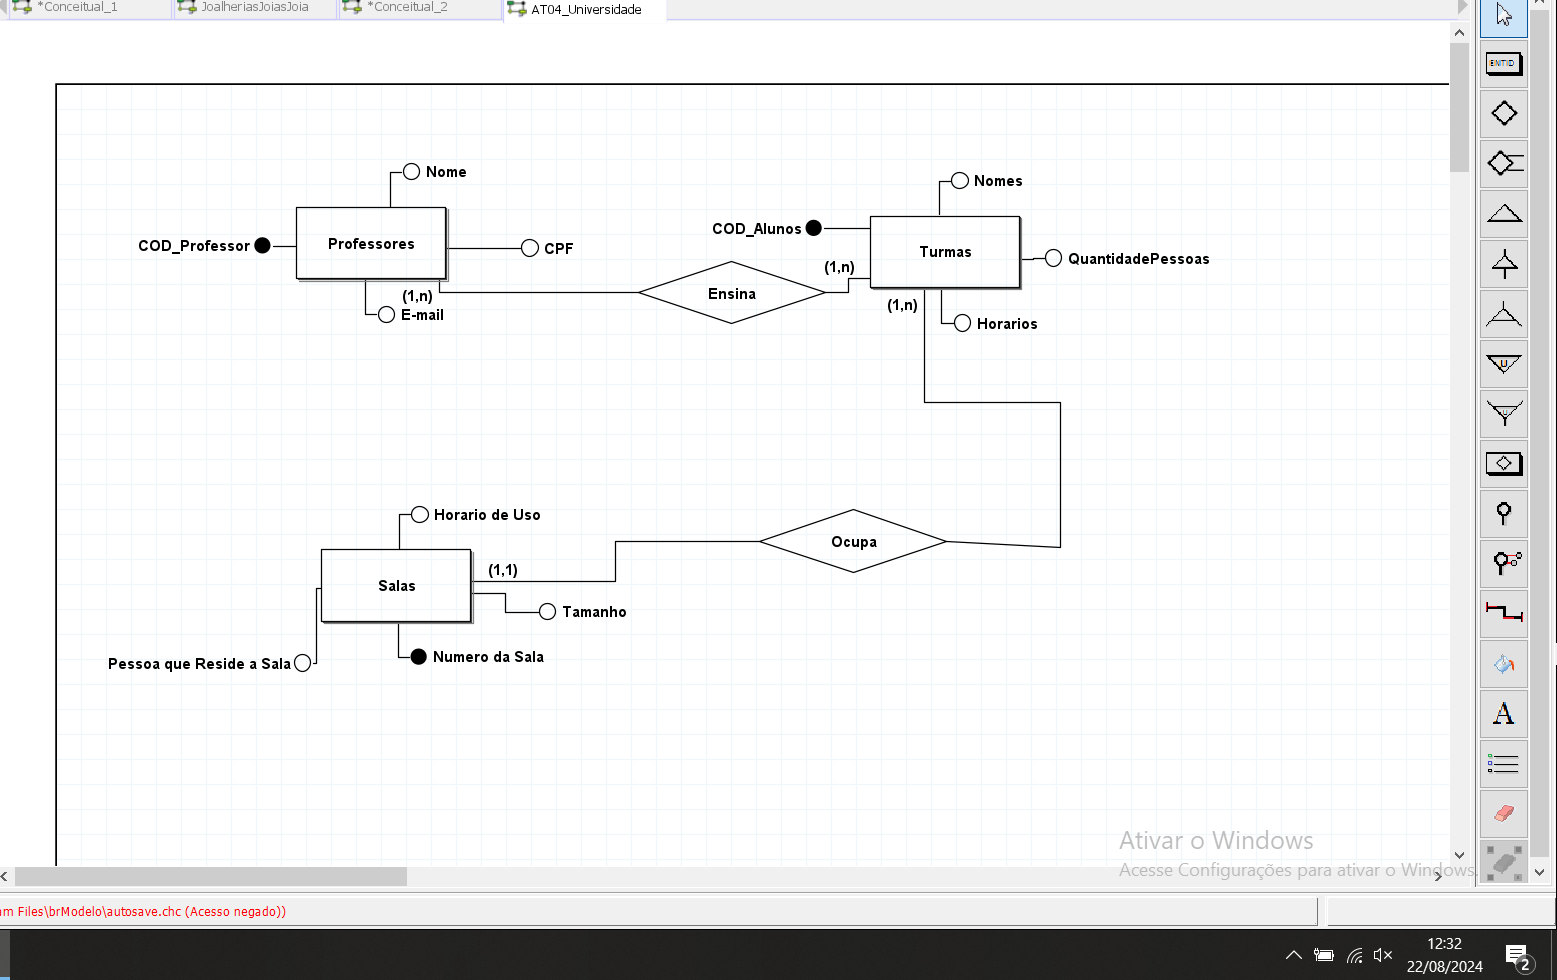 *Conceitual_1
JoalheriasJoiasJoia
*Conceitual_2
AT04_Universidade
ENTID
Nome
COD_Professor
Professores
CPF
(1,n)
E-mail
Ensina
Nomes
COD_Alunos
Turmas
QuantidadePessoas
(1,n)
(1,n)
Horarios
Horario de Uso
Ocupa
(1,1)
Salas
Tamanho
Pessoa que Reside a Sala
Numero da Sala
U
U
A
Ativar o Windows
Acesse Configurações para ativar o Windows.
am Files\brModelo\autosave.chc (Acesso negado))
12:32
22/08/2024
2